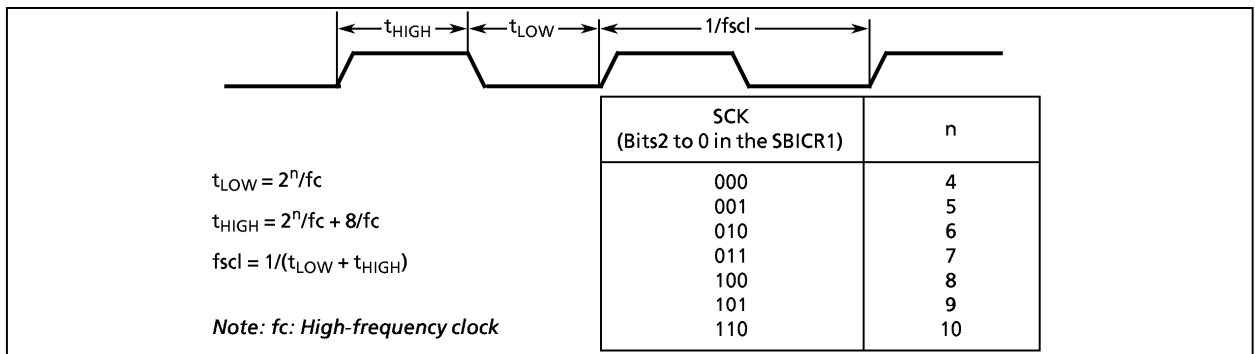 tHIGH tLOW 1/fscl
SCK
(Bits2 to 0 in the SBICR1)
n
tLOW = 2ⁿ/fc
tHIGH = 2ⁿ/fc + 8/fc
fscl = 1/(tLOW + tHIGH)
Note: fc: High-frequency clock
000 4
001 5
010 6
011 7
100 8
101 9
110 10